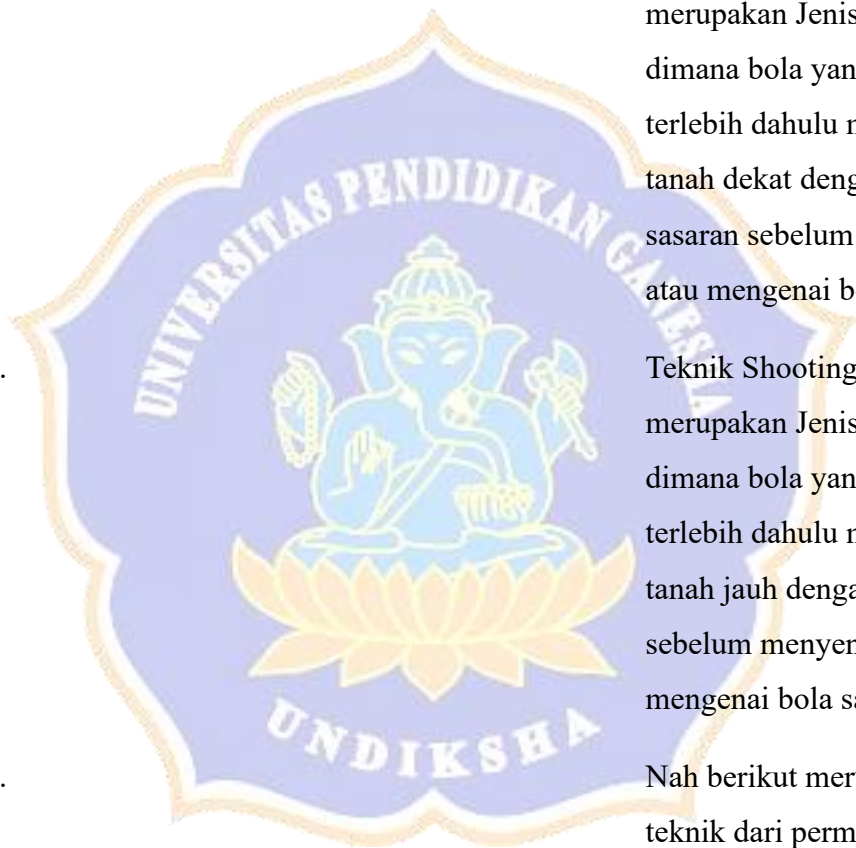 merupakan Jenis
dimana bola yan
terlebih dahulu
tanah dekat deng
sasaran sebelum
atau mengenai b
UNIVERSITAS PENDIDIKAN GANESHA
.
Teknik Shooting
merupakan Jenis
dimana bola yan
terlebih dahulu
tanah jauh denga
sebelum menyen
mengenai bola sa
UNDIKSHA
.
Nah berikut mer
teknik dari perm